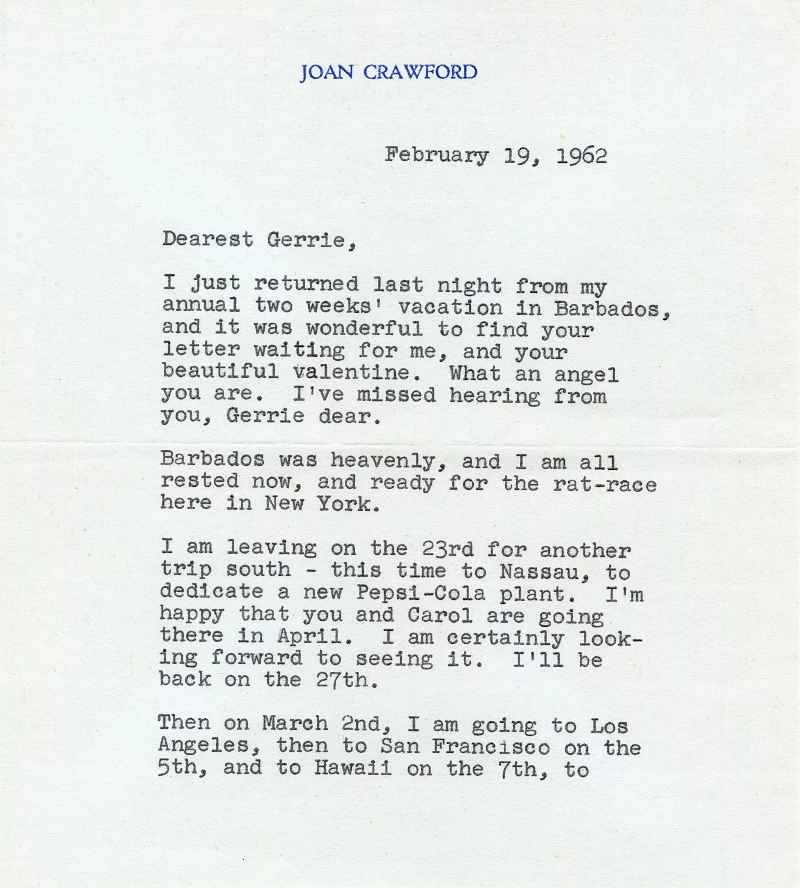 JOAN CRAWFORD
February 19, 1962
Dearest Gerrie,
I just returned last night from my
annual two weeks' vacation in Barbados,
and it was wonderful to find your
letter waiting for me, and your
beautiful valentine.  What an angel
you are.  I've missed hearing from
you, Gerrie dear.
Barbados was heavenly, and I am all
rested now, and ready for the rat-race
here in New York.
I am leaving on the 23rd for another
trip south - this time to Nassau, to
dedicate a new Pepsi-Cola plant.  I'm
happy that you and Carol are going
there in April.  I am certainly look-
ing forward to seeing it.  I'll be
back on the 27th.
Then on March 2nd, I am going to Los
Angeles, then to San Francisco on the
5th, and to Hawaii on the 7th, to